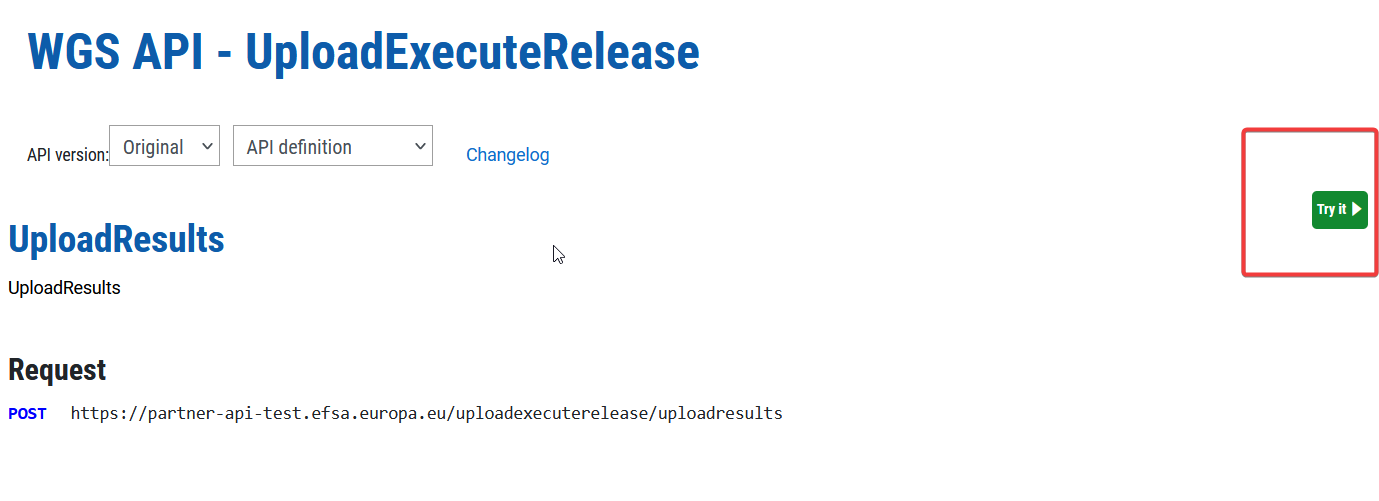 WGS API - UploadExecuteRelease
API version: Original API definition Changelog
Try it
UploadResults
UploadResults
Request
POST https://partner-api-test.efsa.europa.eu/uploadexecuterelease/uploadresults